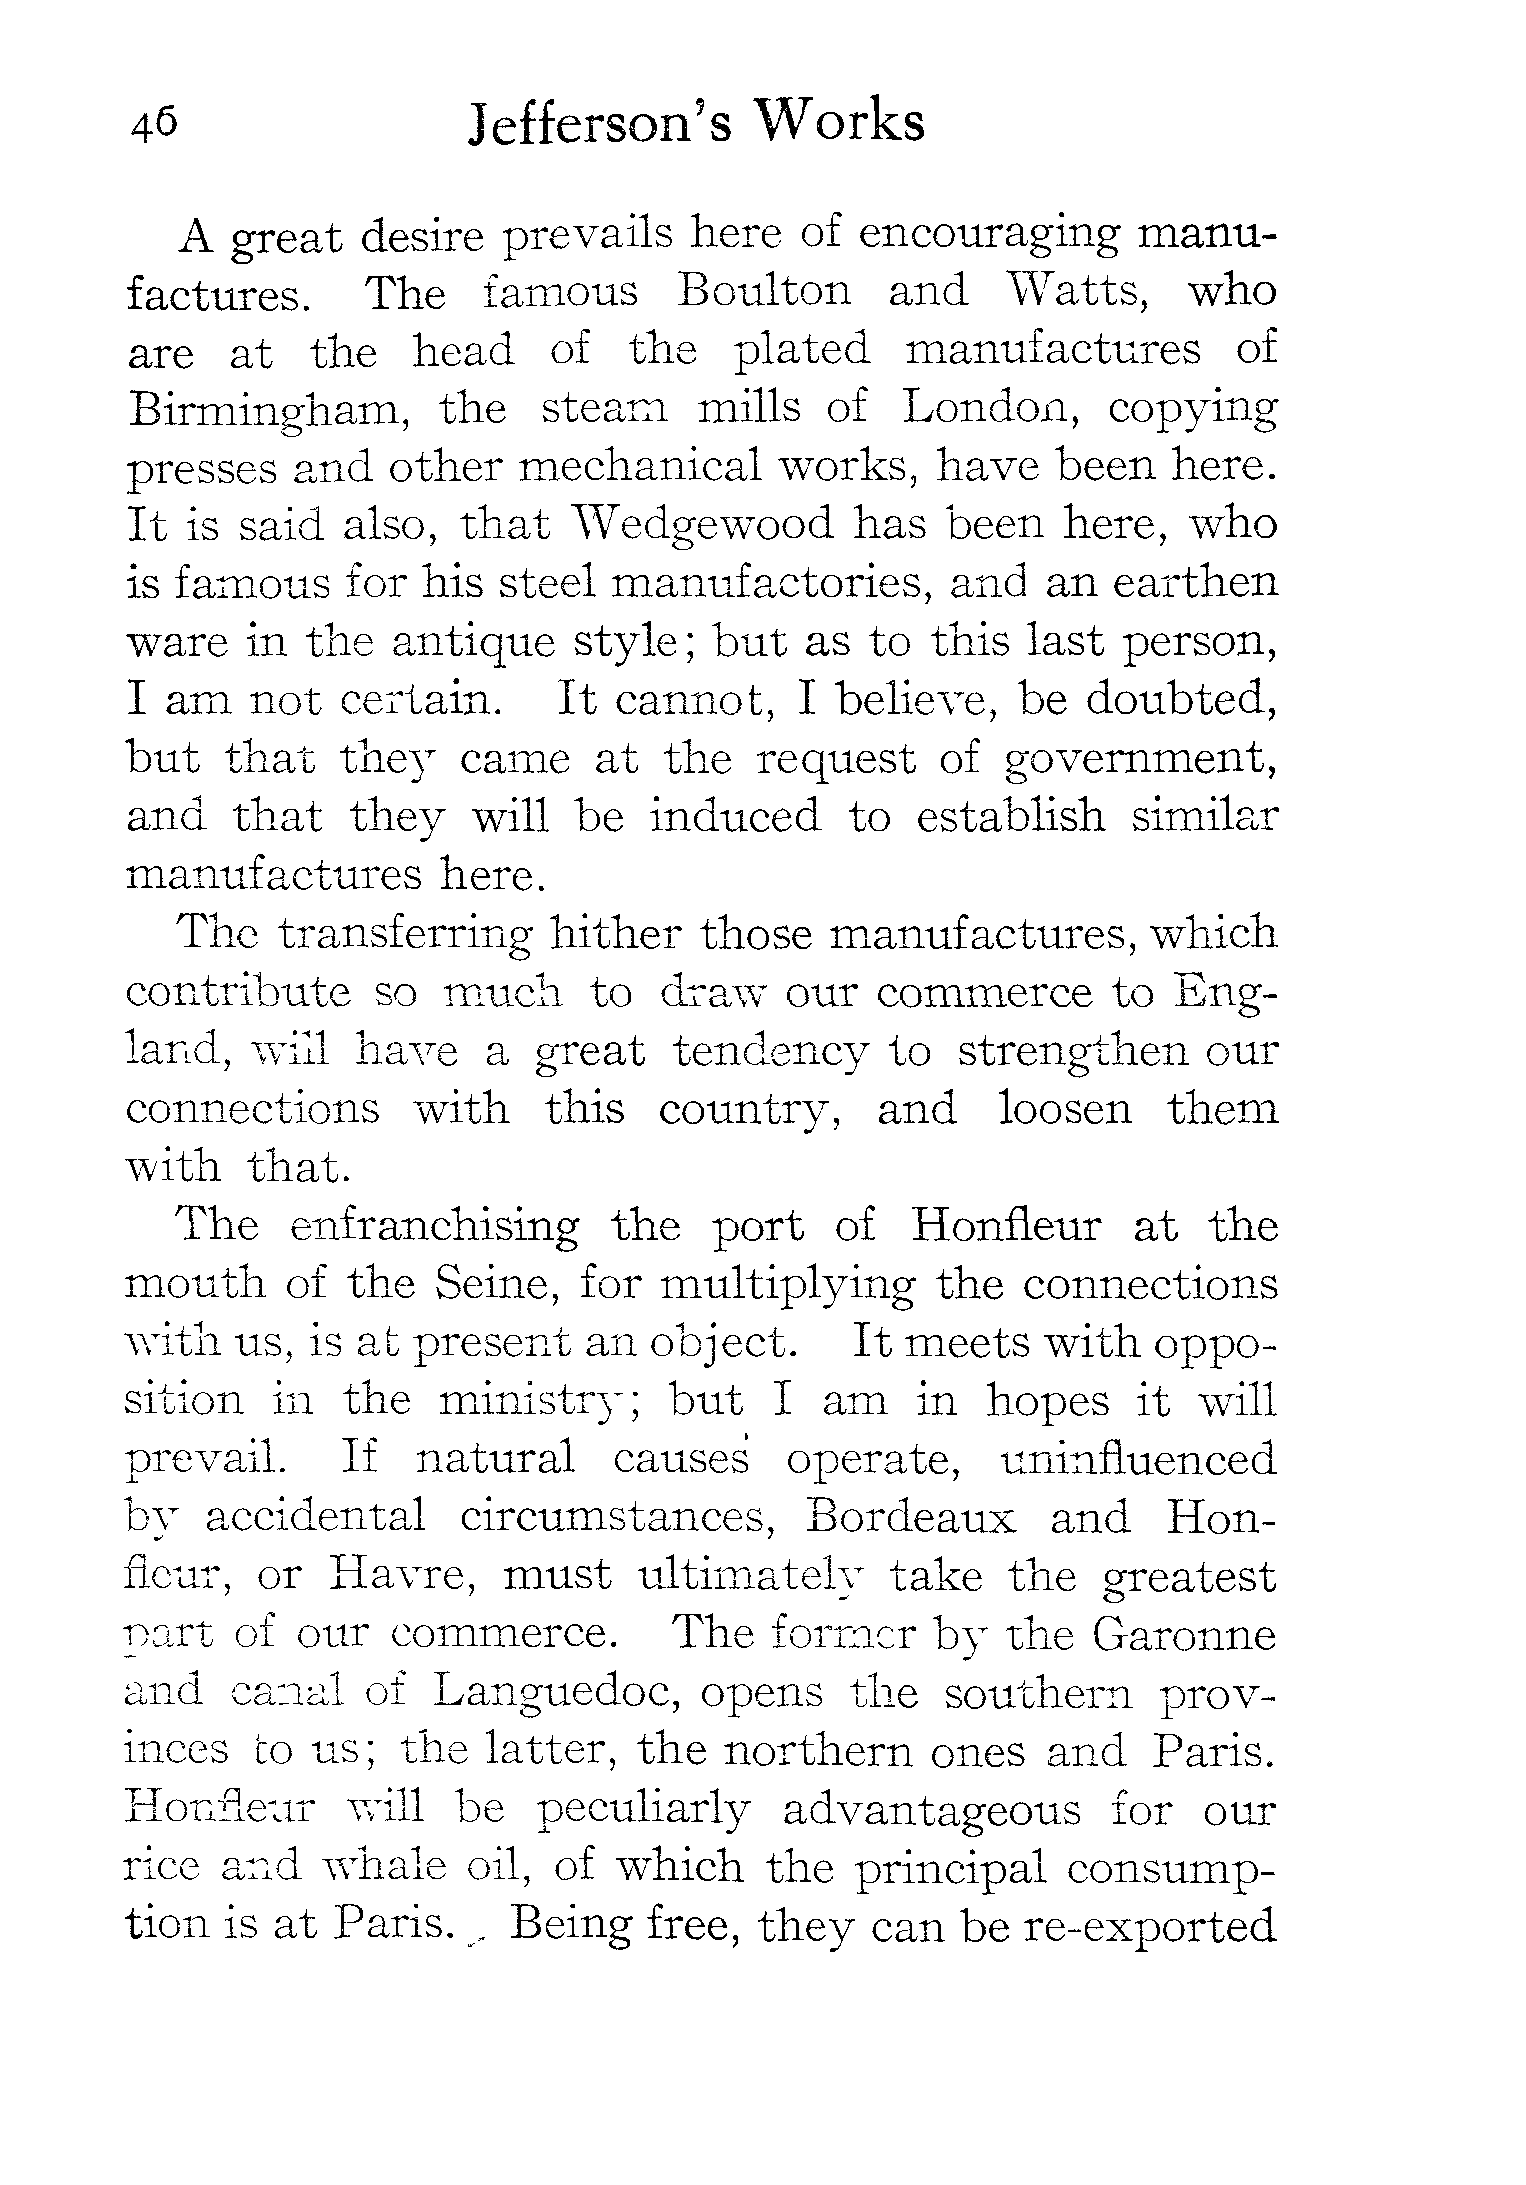 46 Jefferson's Works
A great desire prevails here of encouraging manu-
factures. The famous Boulton and Watts, who
are at the head of the plated manufactures of
Birmingham, the steam mills of London, copying
presses and other mechanical works, have been here.
It is said also, that Wedgewood has been here, who
is famous for his steel manufactories, and an earthen
ware in the antique style; but as to this last person,
I am not certain. It cannot, I believe, be doubted,
but that they came at the request of government,
and that they will be induced to establish similar
manufactures here.
The transferring hither those manufactures, which
contribute so much to draw our commerce to Eng-
land, will have a great tendency to strengthen our
connections with this country, and loosen them
with that.
The enfranchising the port of Honfleur at the
mouth of the Seine, for multiplying the connections
with us, is at present an object. It meets with oppo-
sition in the ministry; but I am in hopes it will
prevail. If natural causes operate, uninfluenced
by accidental circumstances, Bordeaux and Hon-
fleur, or Havre, must ultimately take the greatest
part of our commerce. The former by the Garonne
and canal of Languedoc, opens the southern prov-
inces to us; the latter, the northern ones and Paris.
Honfleur will be peculiarly advantageous for our
rice and whale oil, of which the principal consump-
tion is at Paris. Being free, they can be re-exported